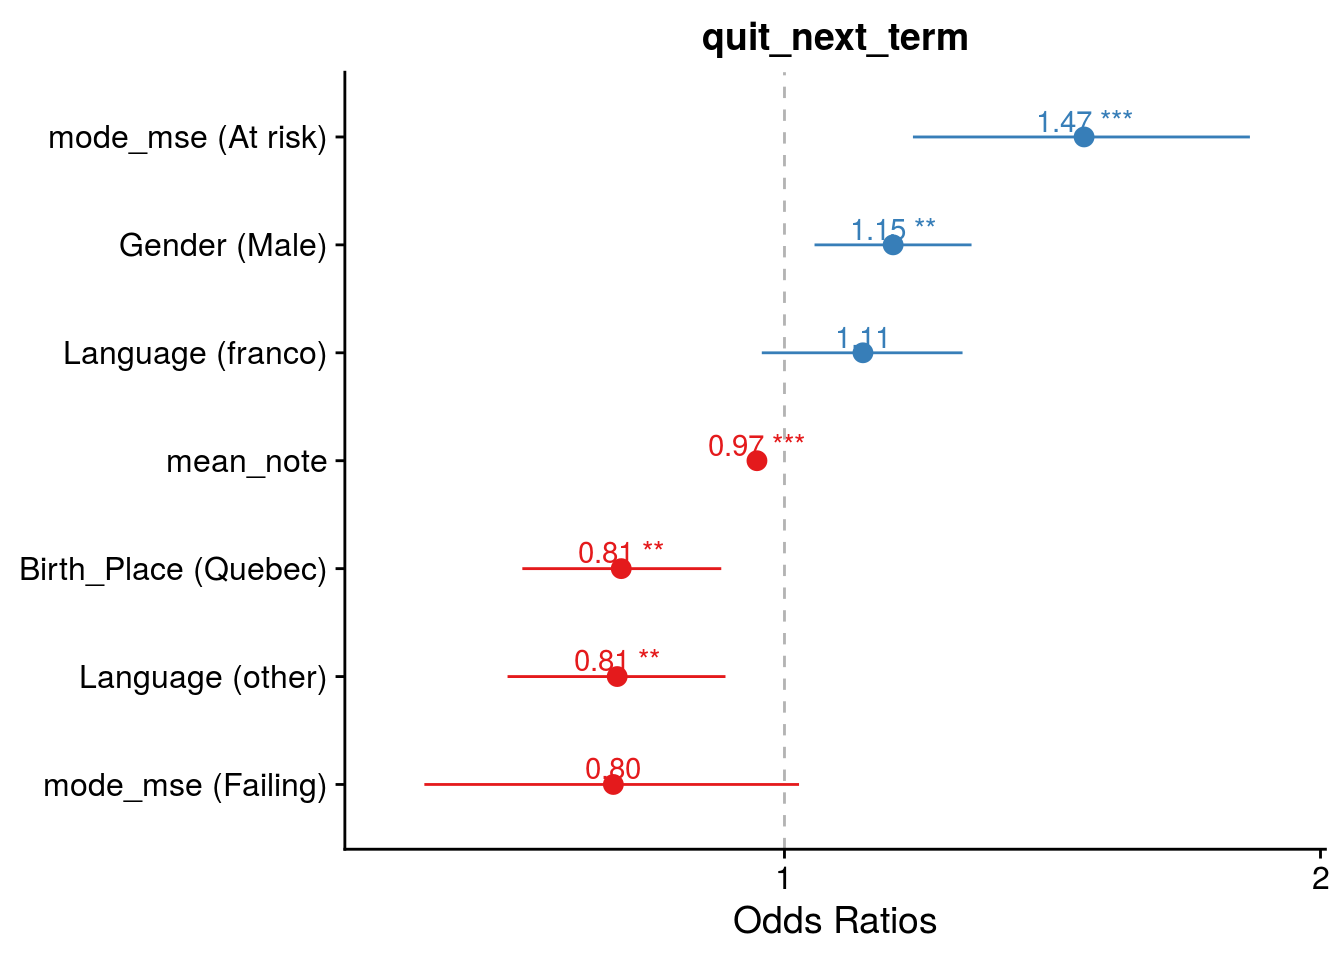 quit_next_term
mode_mse (At risk)
1.47 ***
Gender (Male)
1.15 **
Language (franco)
1.11
mean_note
0.97 ***
Birth_Place (Quebec)
0.81 **
Language (other)
0.81 **
mode_mse (Failing)
0.80
1
2
Odds Ratios